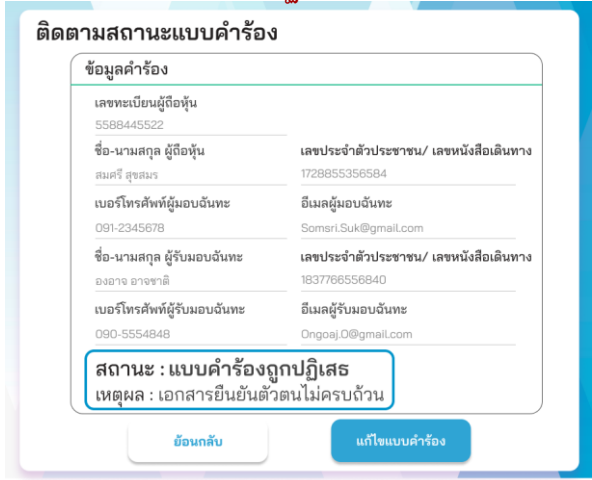 ติดตามสถานะแบบคำร้อง
ข้อมูลคำร้อง
เลขทะเบียนผู้ถือหุ้น
5588445522
ชื่อ-นามสกุล ผู้ถือหุ้น เลขประจำตัวประชาชน/ เลขหนังสือเดินทาง
สมศรี สุขสมร 1728855356584
เบอร์โทรศัพท์ผู้มอบฉันทะ อีเมลผู้มอบฉันทะ
091-2345678 Somsri.Suk@gmail.com
ชื่อ-นามสกุล ผู้รับมอบฉันทะ เลขประจำตัวประชาชน/ เลขหนังสือเดินทาง
องอาจ อาจชาติ 1837766556840
เบอร์โทรศัพท์ผู้รับมอบฉันทะ อีเมลผู้รับมอบฉันทะ
090-5554848 Ongoaj.O@gmail.com
สถานะ : แบบคำร้องถูกปฏิเสธ
เหตุผล : เอกสารยืนยันตัวตนไม่ครบถ้วน
ย้อนกลับ แก้ไขแบบคำร้อง